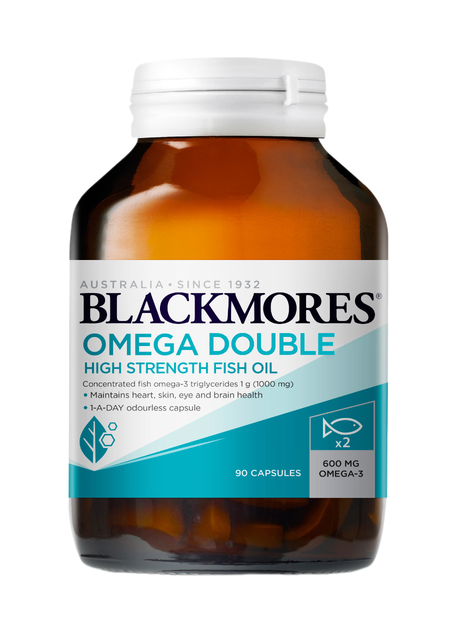 AUSTRALIA • SINCE 1932
BLACKMORES®
OMEGA DOUBLE
HIGH STRENGTH FISH OIL
Concentrated fish omega-3 triglycerides 1 g (1000 mg)
• Maintains heart, skin, eye and brain health
• 1-A-DAY odourless capsule
x2
90 CAPSULES
600 MG
OMEGA-3